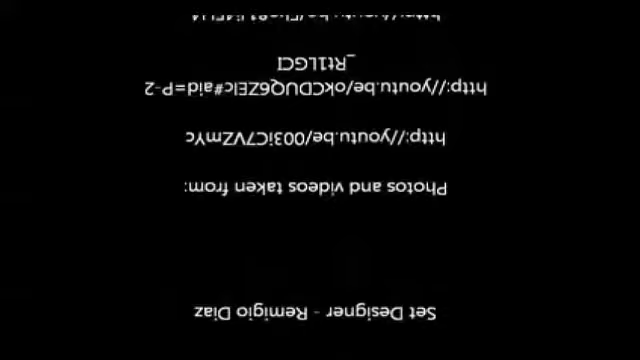 Set Designer - Remigio Diaz
Photos and videos taken from:
http://youtu.be/003iC7VZmYc
http://youtu.be/okCDUQ6ZEIc#aid=P-2
_Rt1LGCI